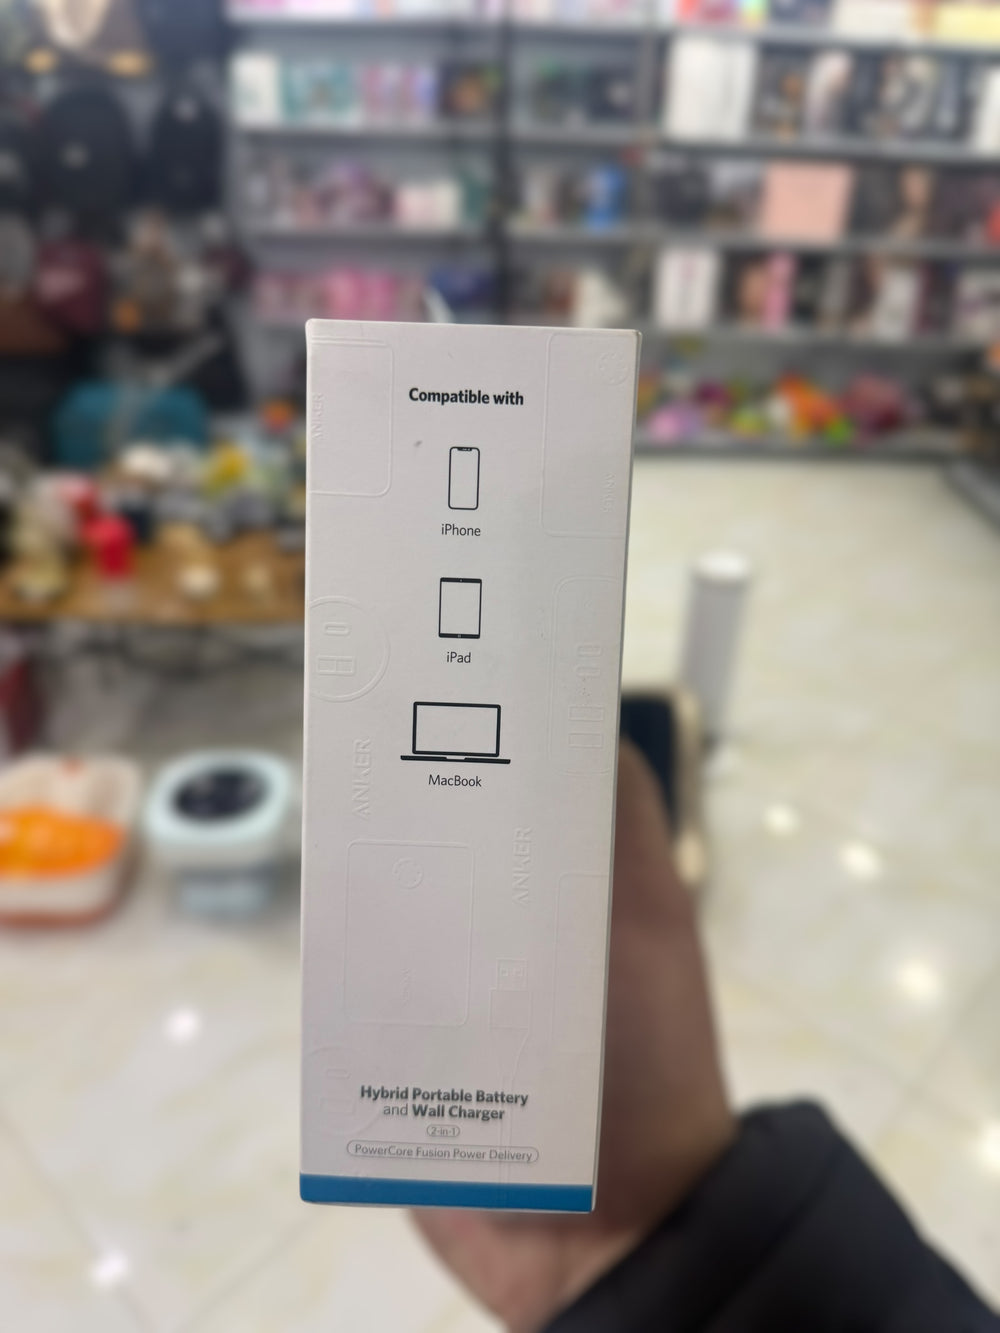 Compatible with
iPhone
iPad
MacBook
ANKER
ANKER
ANKER
ANKER
Hybrid Portable Battery
and Wall Charger
2-in-1
PowerCore Fusion Power Delivery